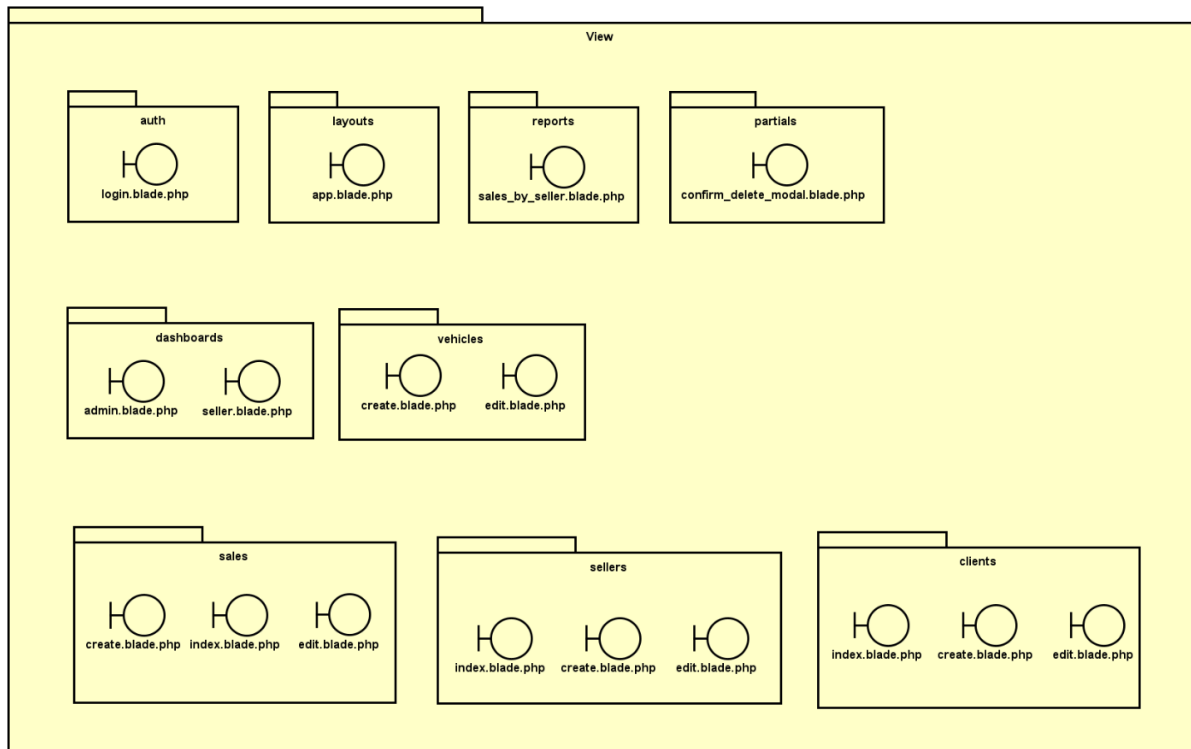 View
auth
login.blade.php
layouts
app.blade.php
reports
sales_by_seller.blade.php
partials
confirm_delete_modal.blade.php
dashboards
admin.blade.php
seller.blade.php
vehicles
create.blade.php
edit.blade.php
sales
create.blade.php
index.blade.php
edit.blade.php
sellers
index.blade.php
create.blade.php
edit.blade.php
clients
index.blade.php
create.blade.php
edit.blade.php